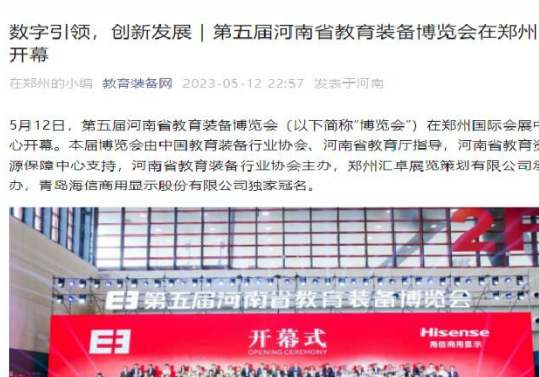 数字引领，创新发展 | 第五届河南省教育装备博览会在郑州
开幕
在郑州的小编 教育装备网 2023-05-12 22:57 发表于河南
5月12日，第五届河南省教育装备博览会（以下简称“博览会”）在郑州国际会展中
心开幕。本届博览会由中国教育装备行业协会、河南省教育厅指导，河南省教育资
源保障中心支持，河南省教育装备行业协会主办，郑州汇卓展览策划有限公司承
办，青岛海信商用显示股份有限公司独家冠名。
第五届河南省教育装备博览会
开幕式
OPENING CEREMONY
Hisense
海信商用显示